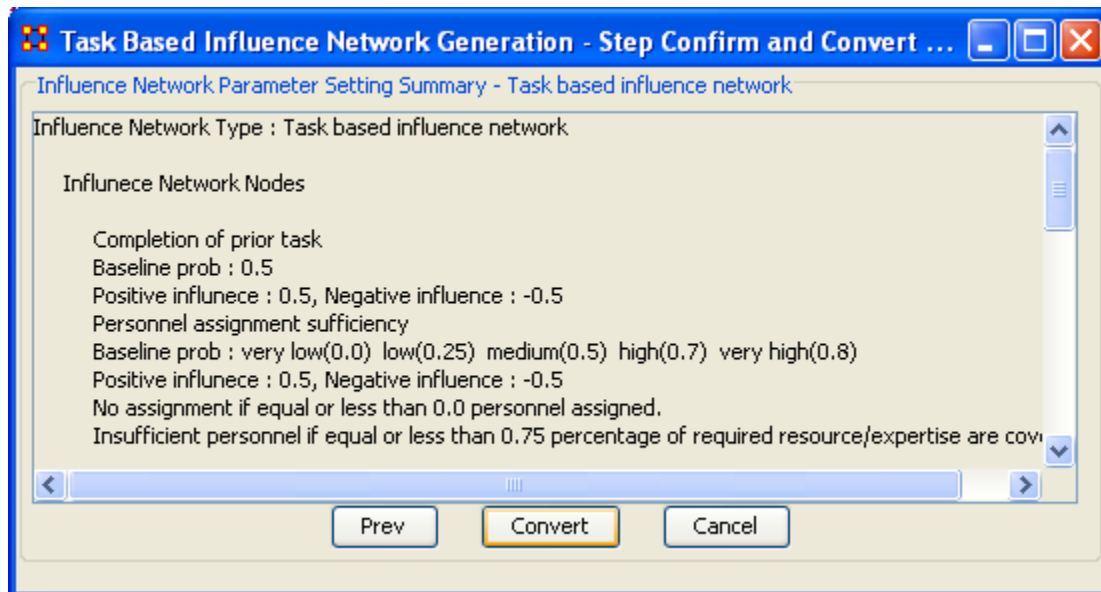 Task Based Influence Network Generation - Step Confirm and Convert ...
Influence Network Parameter Setting Summary - Task based influence network
Influence Network Type : Task based influence network
Influnece Network Nodes
Completion of prior task
Baseline prob : 0.5
Positive influnece : 0.5, Negative influence : -0.5
Personnel assignment sufficiency
Baseline prob : very low(0.0) low(0.25) medium(0.5) high(0.7) very high(0.8)
Positive influnece : 0.5, Negative influence : -0.5
No assignment if equal or less than 0.0 personnel assigned.
Insufficient personnel if equal or less than 0.75 percentage of required resource/expertise are
Prev Convert Cancel